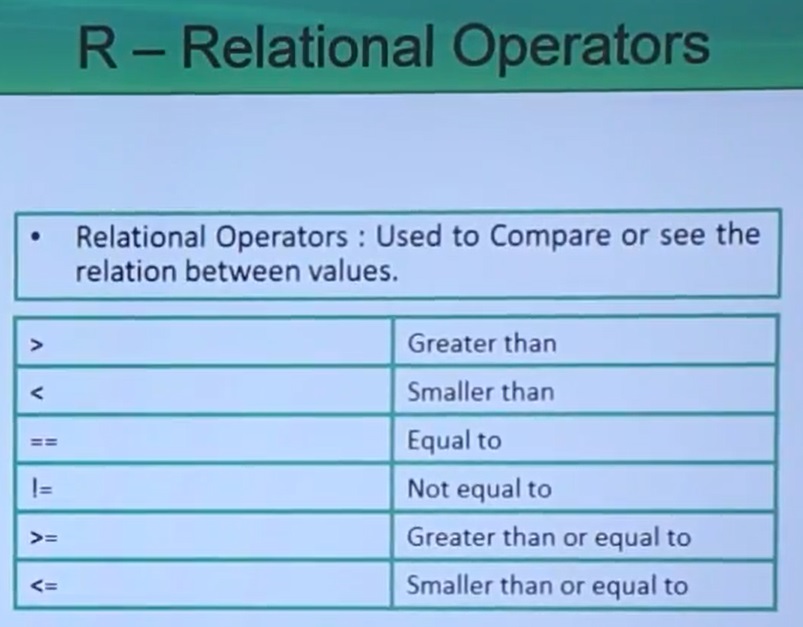 R – Relational Operators
• Relational Operators : Used to Compare or see the
relation between values.
> Greater than
< Smaller than
== Equal to
!= Not equal to
>= Greater than or equal to
<= Smaller than or equal to